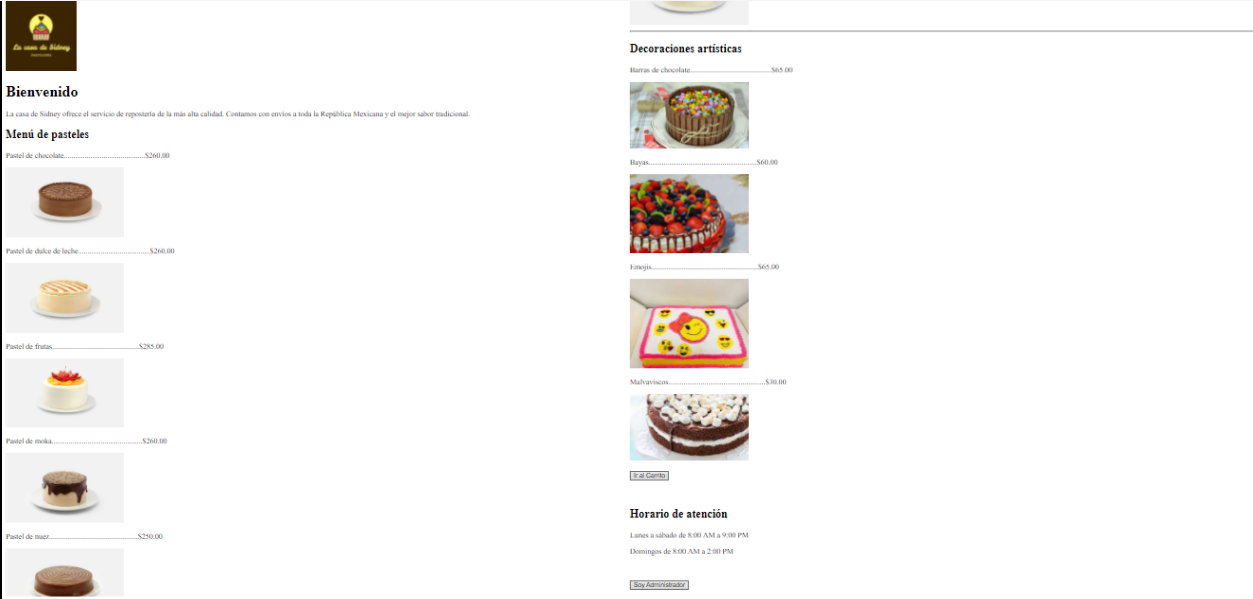 La casa de Sidney
PASTELERÍA
Bienvenido
La casa de Sidney ofrece el servicio de repostería de la más alta calidad. Contamos con envíos a toda la República Mexicana y el mejor sabor tradicional.
Menú de pasteles
Pastel de chocolate..........................................$260.00
Pastel de dulce de leche.....................................$260.00
Pastel de frutas.............................................$285.00
Pastel de moka...............................................$260.00
Pastel de nuez...............................................$250.00
Decoraciones artísticas
Barras de chocolate..........................................$65.00
Bayas........................................................$60.00
Emojis.......................................................$65.00
Malvaviscos..................................................$30.00
Ir al Carrito
Horario de atención
Lunes a sábado de 8:00 AM a 9:00 PM
Domingos de 8:00 AM a 2:00 PM
Soy Administrador